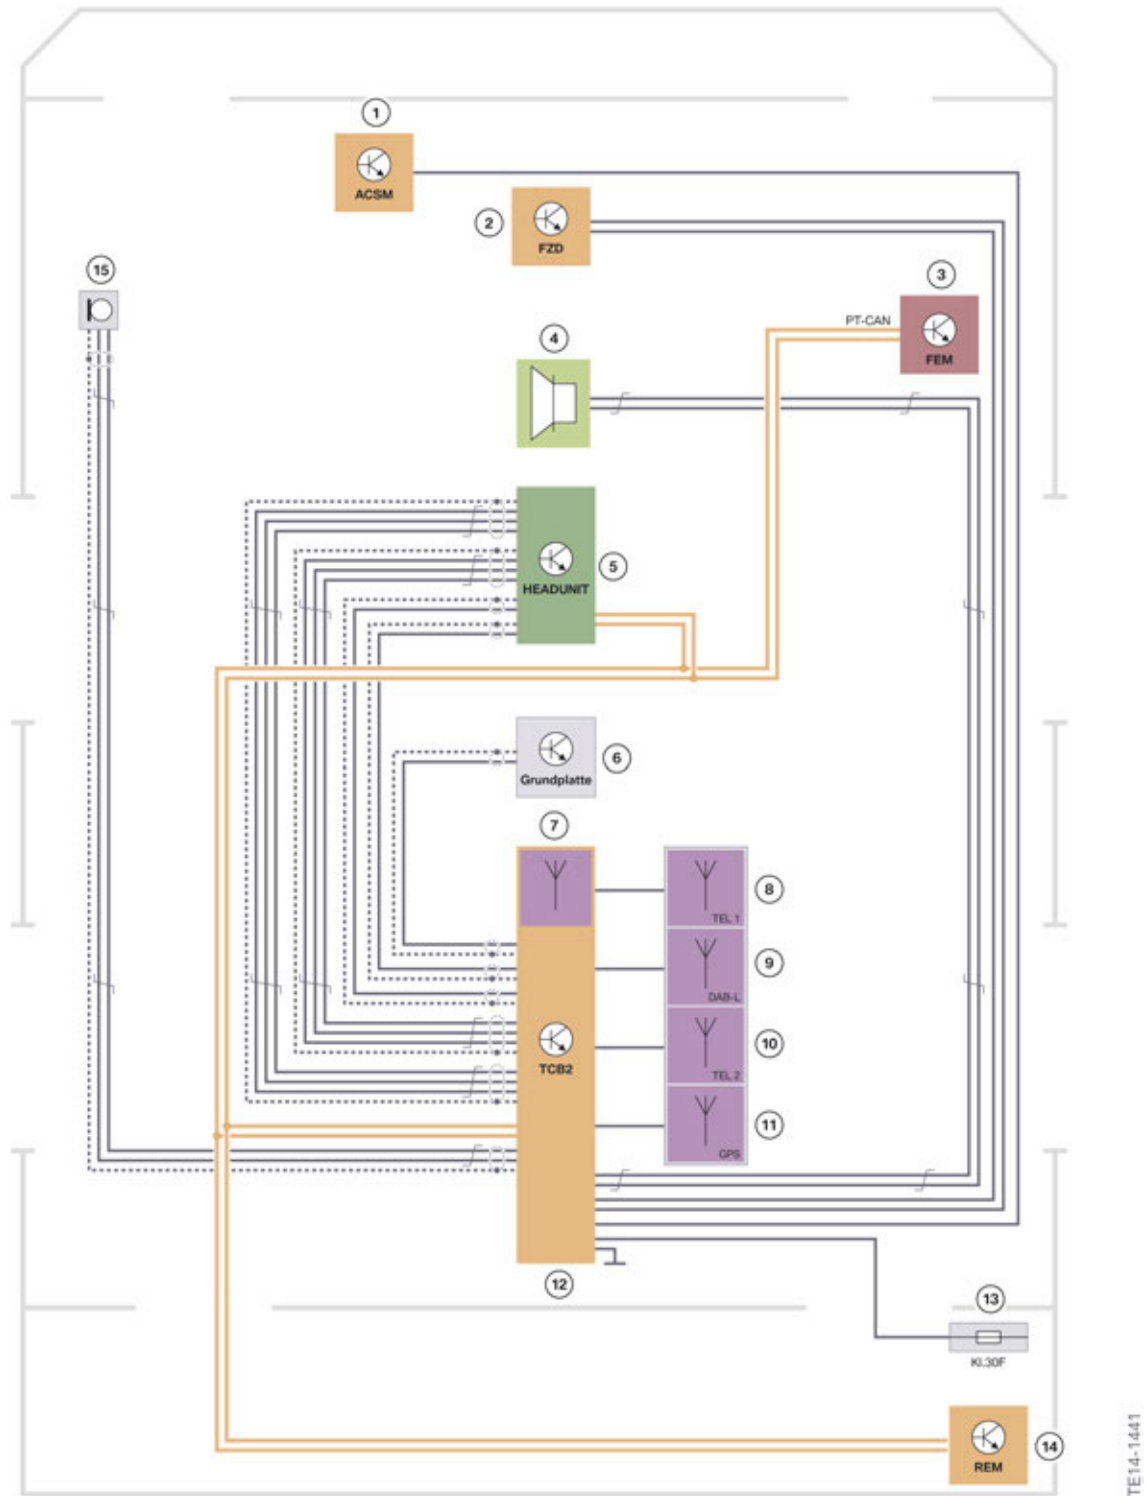 1
ACSM
2
FZD
15
3
PT-CAN
FEM
4
5
HEADUNIT
6
Grundplatte
7
8
TEL 1
9
DAB-L
10
TCB2
TEL 2
11
GPS
12
13
Kl.30F
14
REM
TE14-1441